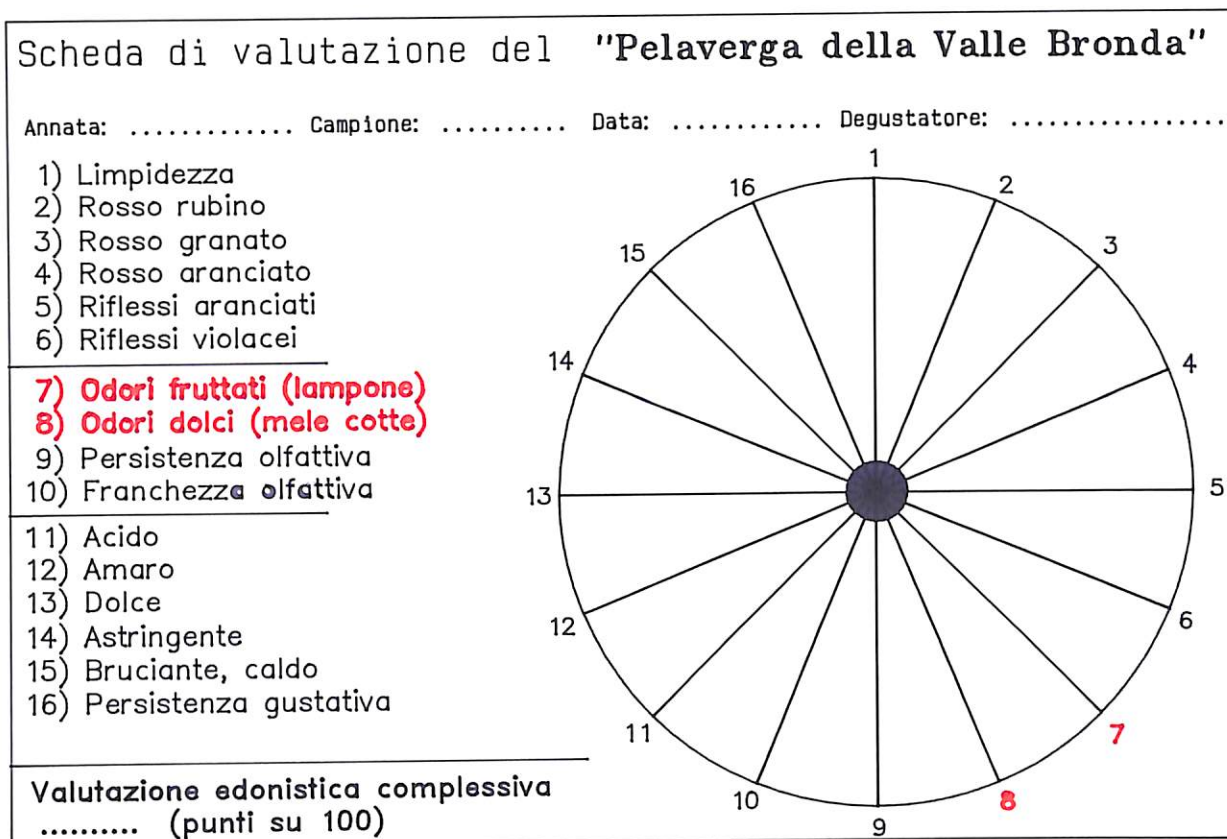 Scheda di valutazione del "Pelaverga della Valle Bronda"
Annata: ............. Campione: .......... Data: ............ Degustatore: .................
1) Limpidezza
2) Rosso rubino
3) Rosso granato
4) Rosso aranciato
5) Riflessi aranciati
6) Riflessi violacei
7) Odori fruttati (lampone)
8) Odori dolci (mele cotte)
9) Persistenza olfattiva
10) Franchezza olfattiva
11) Acido
12) Amaro
13) Dolce
14) Astringente
15) Bruciante, caldo
16) Persistenza gustativa
Valutazione edonistica complessiva
.......... (punti su 100)
1
2
3
4
5
6
7
8
9
10
11
12
13
14
15
16